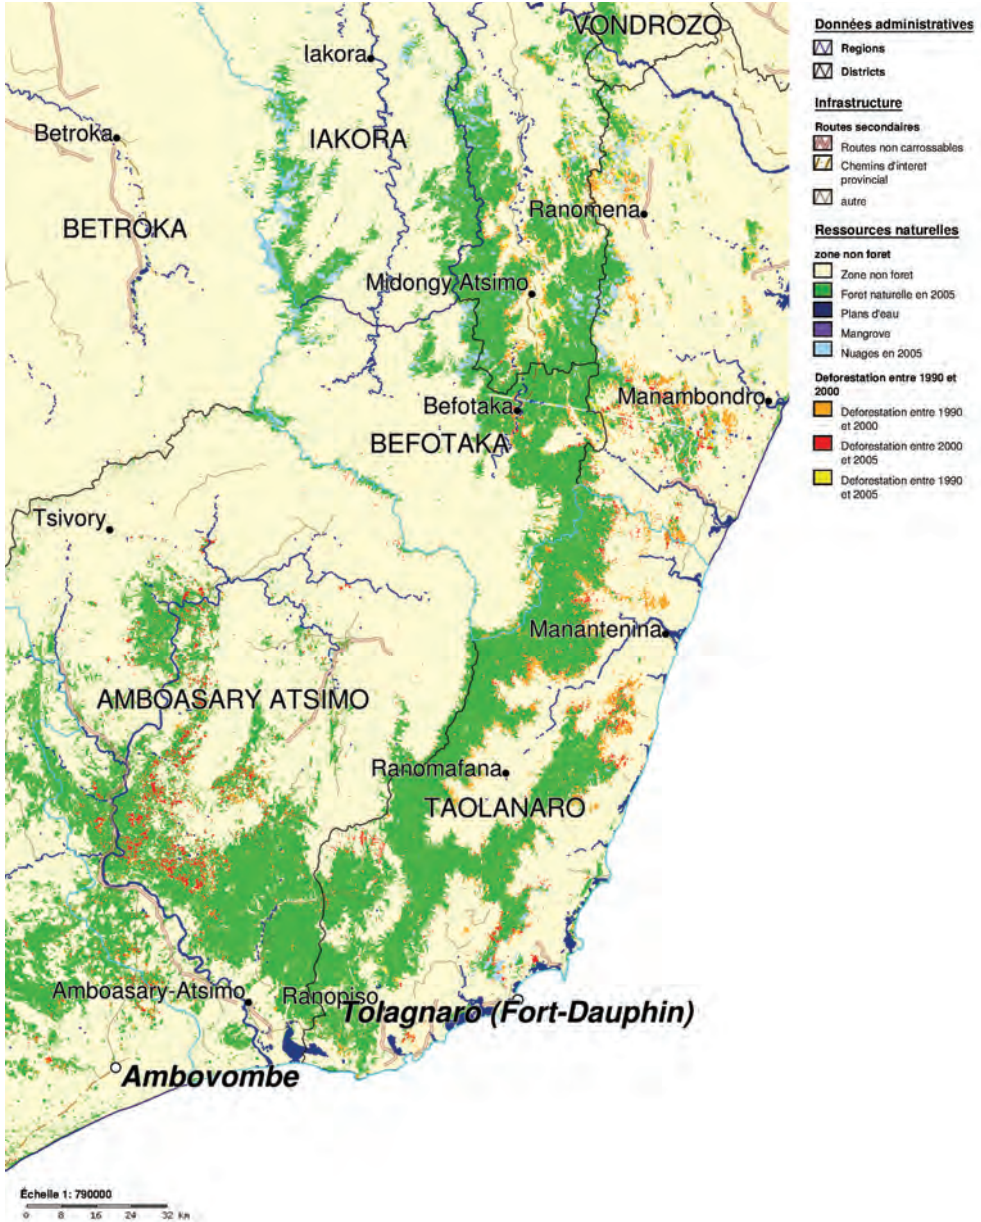 VONDROZO
Iakora
Betroka
IAKORA
Ranomena
BETROKA
Midongy Atsimo
Manambondro
Befotaka
BEFOTAKA
Tsivory
Manantenina
AMBOASARY ATSIMO
Ranomafana
TAOLANARO
Amboasary-Atsimo
Ranopiso
Tolagnaro (Fort-Dauphin)
Ambovombe
Échelle 1: 790000
0 8 16 24 32 Km
Données administratives
Regions
Districts
Infrastructure
Routes secondaires
Routes non carrossables
Chemins d'interet
provincial
autre
Ressources naturelles
zone non foret
Zone non foret
Foret naturelle en 2005
Plans d'eau
Mangrove
Nuages en 2005
Deforestation entre 1990 et
2000
Deforestation entre 1990
et 2000
Deforestation entre 2000
et 2005
Deforestation entre 1990
et 2005